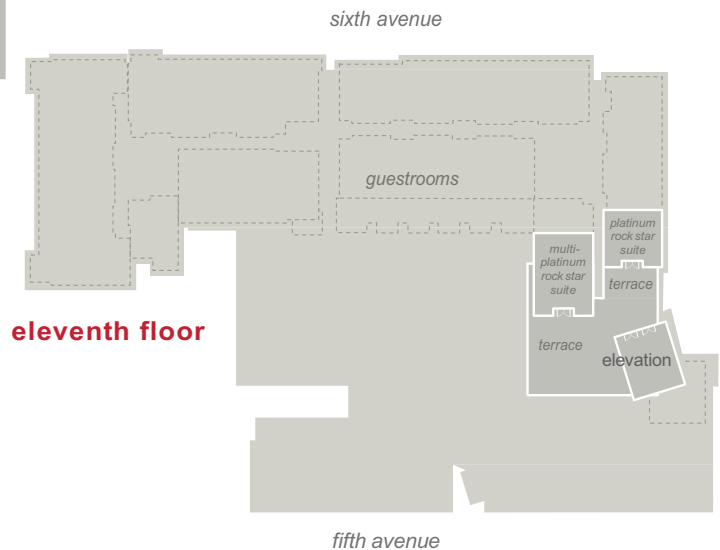 sixth avenue
guestrooms
platinum
rock star
suite
multi-
platinum
rock star
suite
terrace
eleventh floor
terrace
elevation
fifth avenue